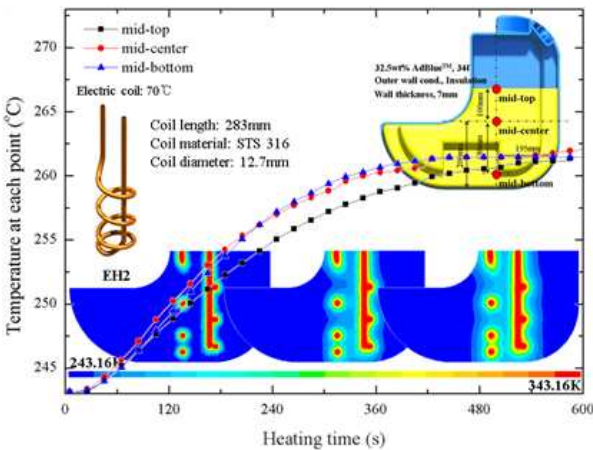 270
265
260
255
250
245
Temperature at each point (°C)
mid-top
mid-center
mid-bottom
Electric coil: 70℃
Coil length: 283mm
Coil material: STS 316
Coil diameter: 12.7mm
EH2
32.5wt% AdBlue™, 34ℓ
Outer wall cond., Insulation
Wall thickness, 7mm
mid-top
mid-center
195mm
mid-bottom
243.16K
343.16K
0 120 240 360 480 600
Heating time (s)